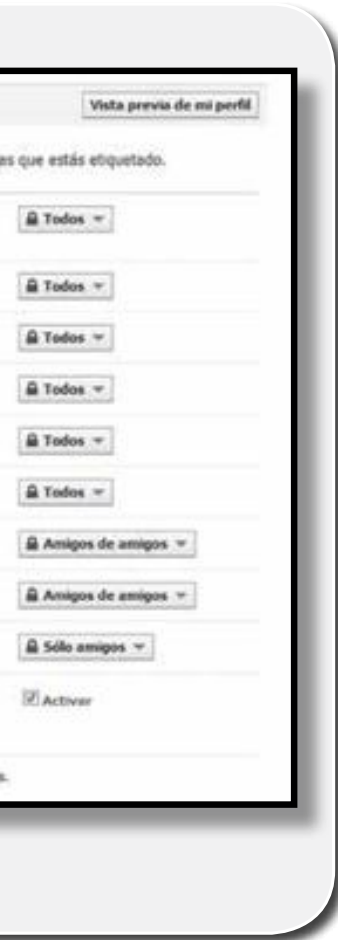 Vista previa de mi perfil
as que estás etiquetado.
Todos
Todos
Todos
Todos
Todos
Todos
Amigos de amigos
Amigos de amigos
Sólo amigos
Activar
s.